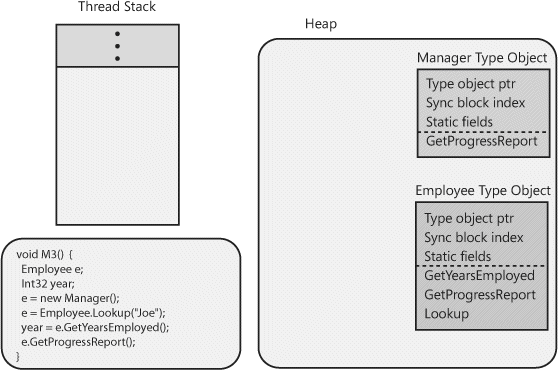 Thread Stack
Heap
Manager Type Object
Type object ptr
Sync block index
Static fields
GetProgressReport
Employee Type Object
Type object ptr
Sync block index
Static fields
GetYearsEmployed
GetProgressReport
Lookup
void M3() {
Employee e;
Int32 year;
e = new Manager();
e = Employee.Lookup("Joe");
year = e.GetYearsEmployed();
e.GetProgressReport();
}